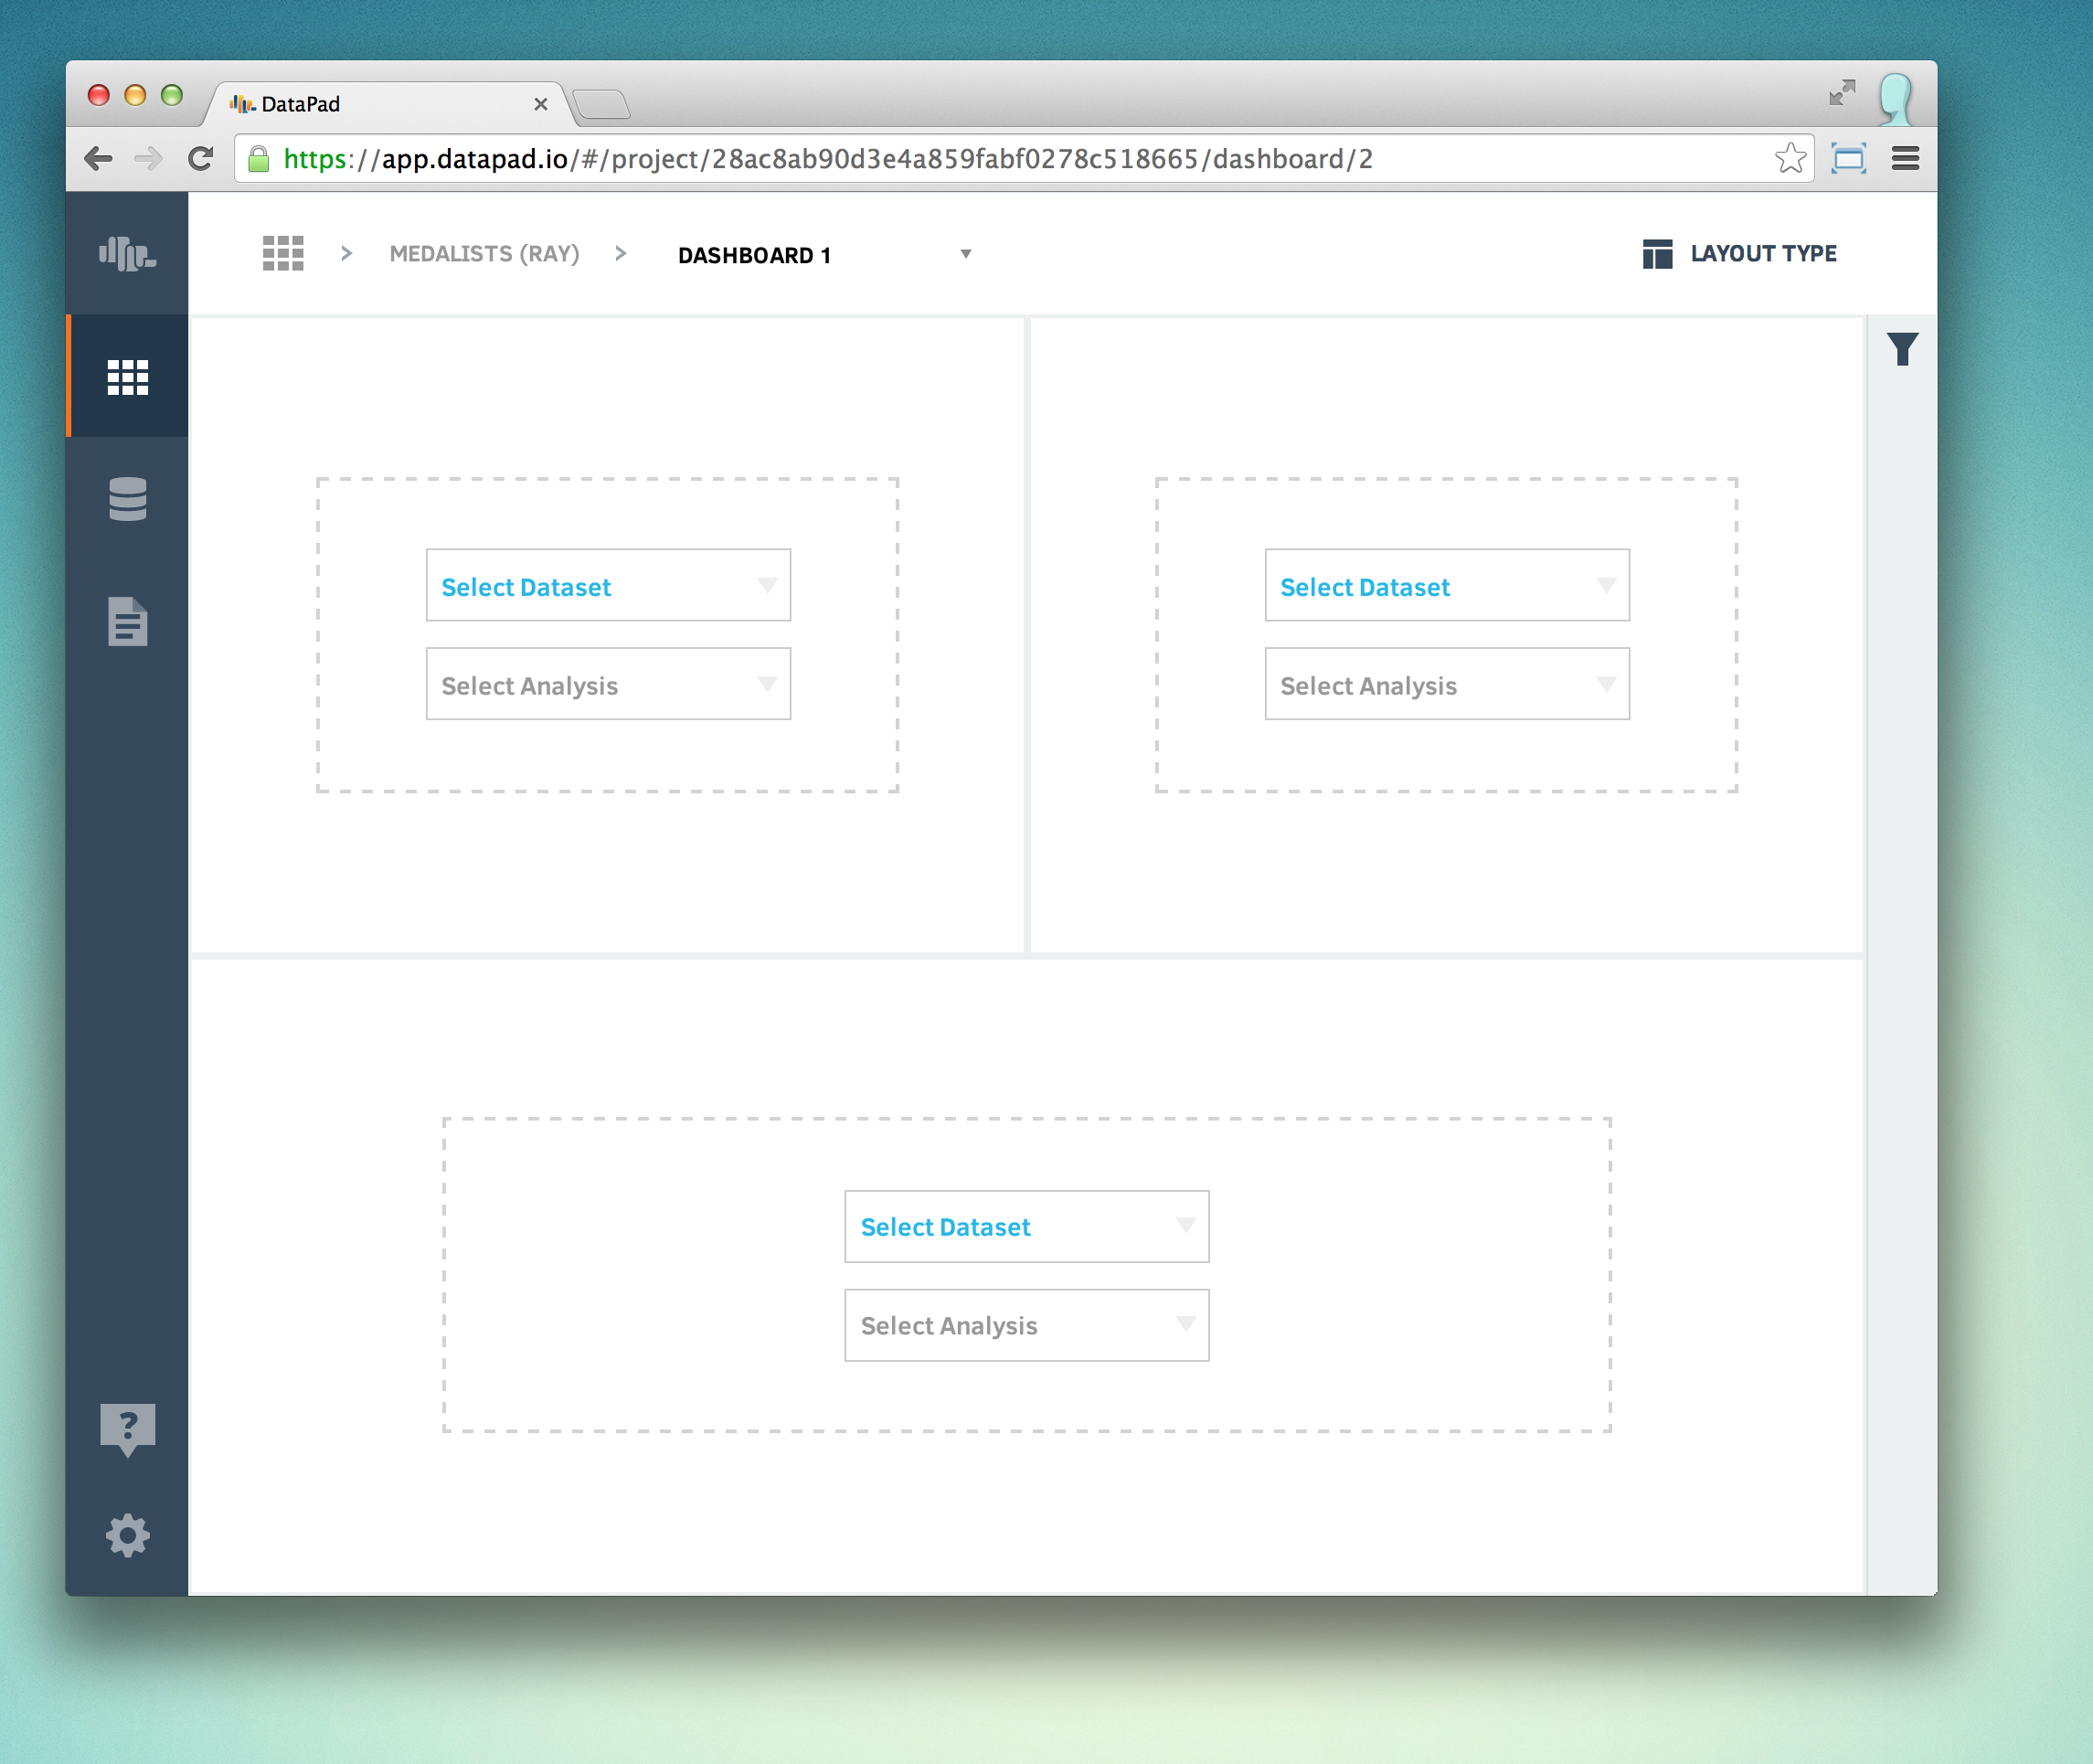 DataPad
https://app.datapad.io/#/project/28ac8ab90d3e4a859fabf0278c518665/dashboard/2
> MEDALISTS (RAY) > DASHBOARD 1
LAYOUT TYPE
Select Dataset
Select Analysis
Select Dataset
Select Analysis
Select Dataset
Select Analysis
?